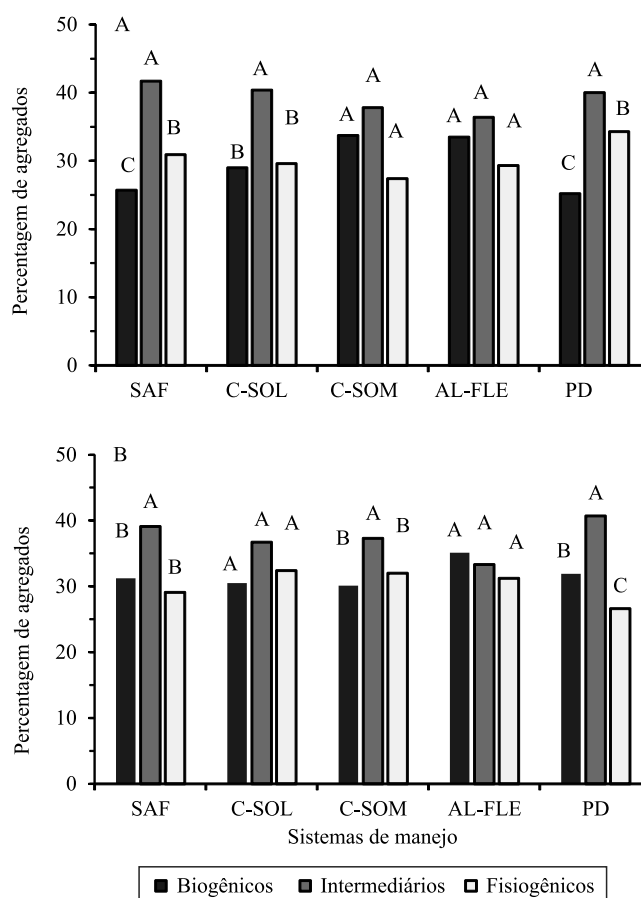 50
A
A
A
A
A
A
40
B
B
A
A
A
A
B
C
B
C
30
20
10
0
Percentagem de agregados
SAF
C-SOL
C-SOM
AL-FLE
PD
50
B
A
A
A
A
A
A
A
40
B
B
B
A
B
A
B
C
30
20
10
0
Percentagem de agregados
SAF
C-SOL
C-SOM
AL-FLE
PD
Sistemas de manejo
Biogênicos Intermediários Fisiogênicos